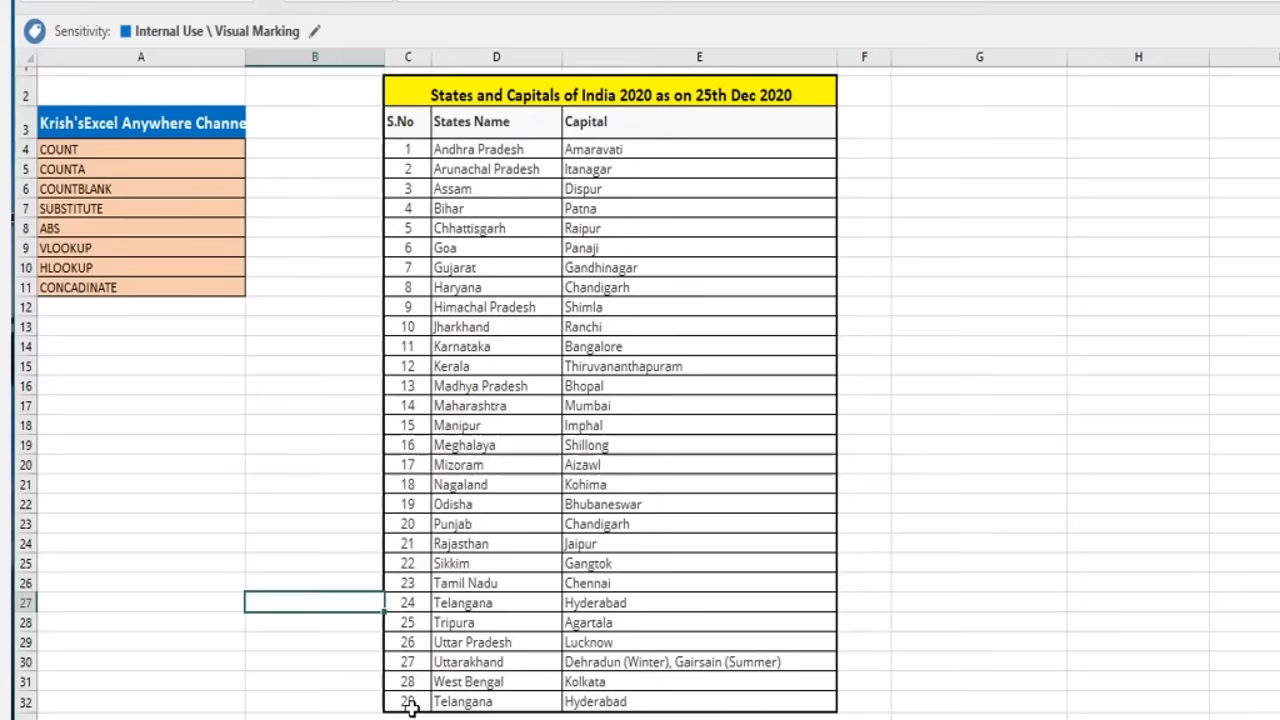 Sensitivity: Internal Use \ Visual Marking
A B C D E F G H
2 States and Capitals of India 2020 as on 25th Dec 2020
3 Krish'sExcel Anywhere Channe S.No States Name Capital
4 COUNT 1 Andhra Pradesh Amaravati
5 COUNTA 2 Arunachal Pradesh Itanagar
6 COUNTBLANK 3 Assam Dispur
7 SUBSTITUTE 4 Bihar Patna
8 ABS 5 Chhattisgarh Raipur
9 VLOOKUP 6 Goa Panaji
10 HLOOKUP 7 Gujarat Gandhinagar
11 CONCADINATE 8 Haryana Chandigarh
12 9 Himachal Pradesh Shimla
13 10 Jharkhand Ranchi
14 11 Karnataka Bangalore
15 12 Kerala Thiruvananthapuram
16 13 Madhya Pradesh Bhopal
17 14 Maharashtra Mumbai
18 15 Manipur Imphal
19 16 Meghalaya Shillong
20 17 Mizoram Aizawl
21 18 Nagaland Kohima
22 19 Odisha Bhubaneswar
23 20 Punjab Chandigarh
24 21 Rajasthan Jaipur
25 22 Sikkim Gangtok
26 23 Tamil Nadu Chennai
27 24 Telangana Hyderabad
28 25 Tripura Agartala
29 26 Uttar Pradesh Lucknow
30 27 Uttarakhand Dehradun (Winter), Gairsain (Summer)
31 28 West Bengal Kolkata
32 29 Telangana Hyderabad